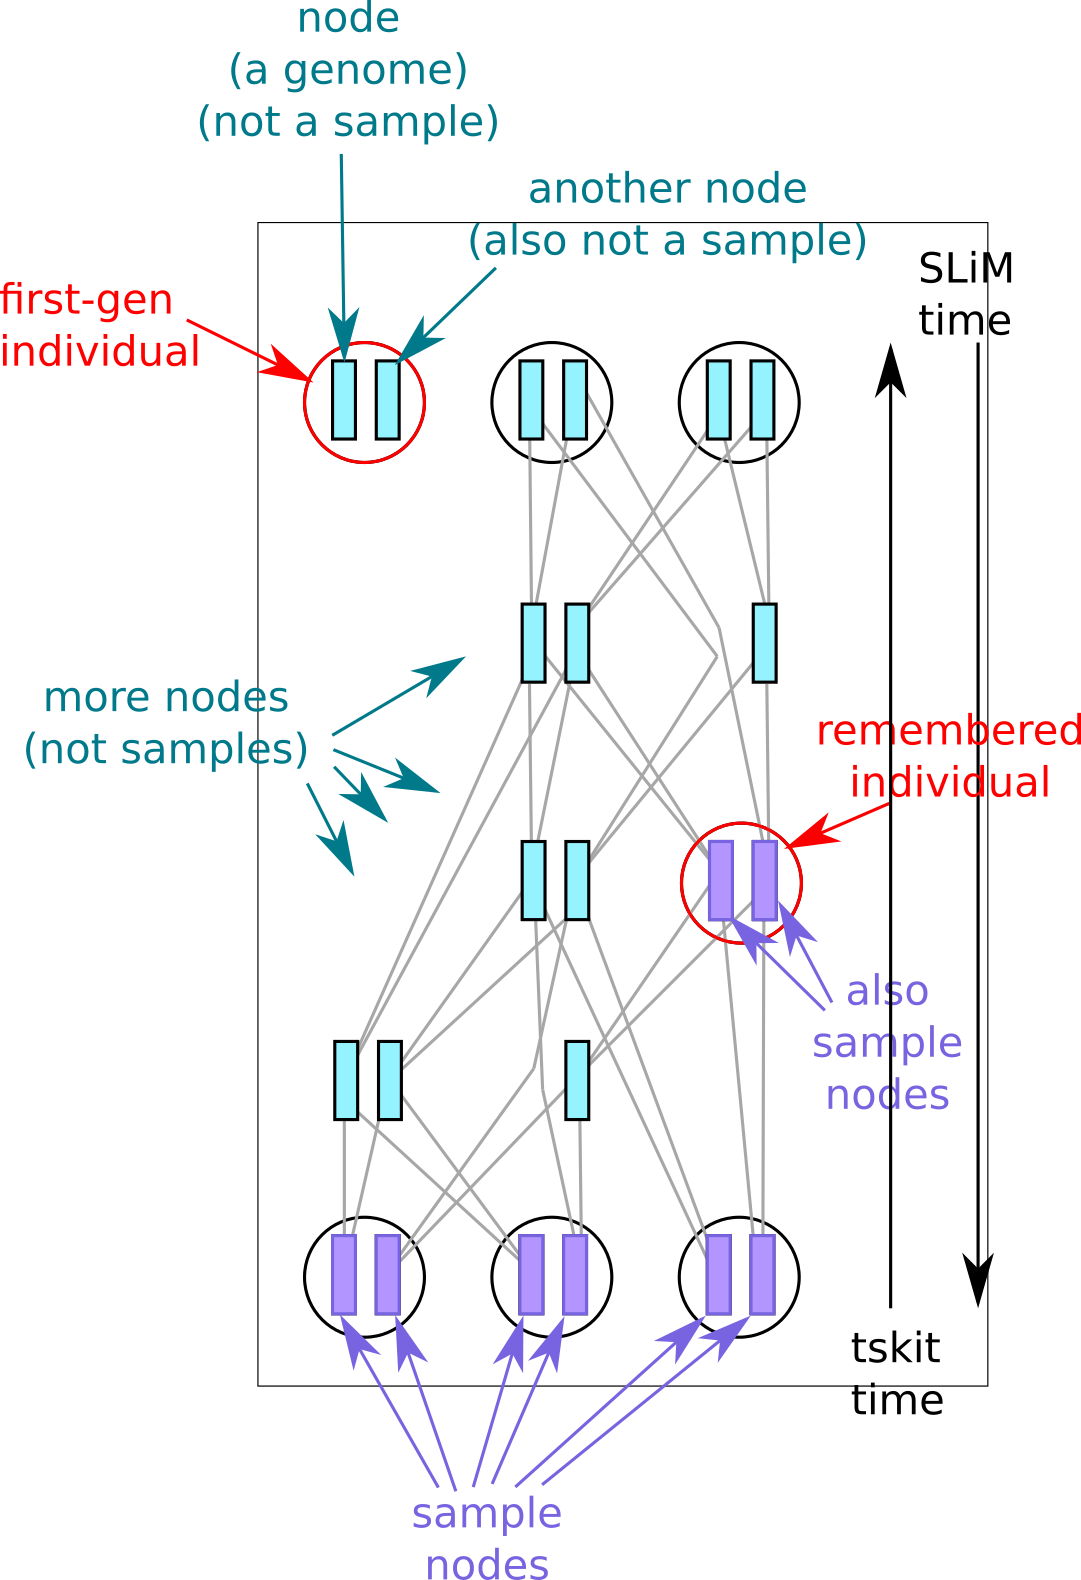 node
(a genome)
(not a sample)
another node
(also not a sample)
SLiM
time
first-gen
individual
more nodes
(not samples)
remembered
individual
also
sample
nodes
tskit
time
sample
nodes